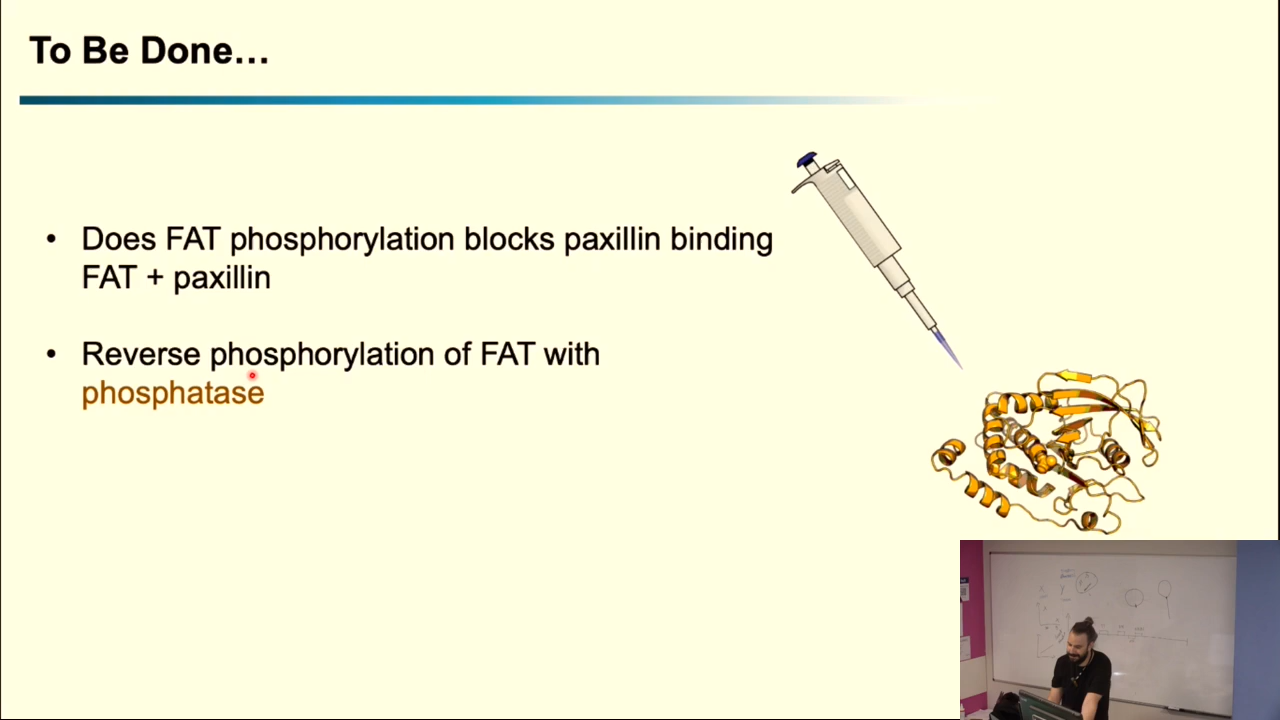 To Be Done…
• Does FAT phosphorylation blocks paxillin binding
FAT + paxillin
• Reverse phosphorylation of FAT with
phosphatase